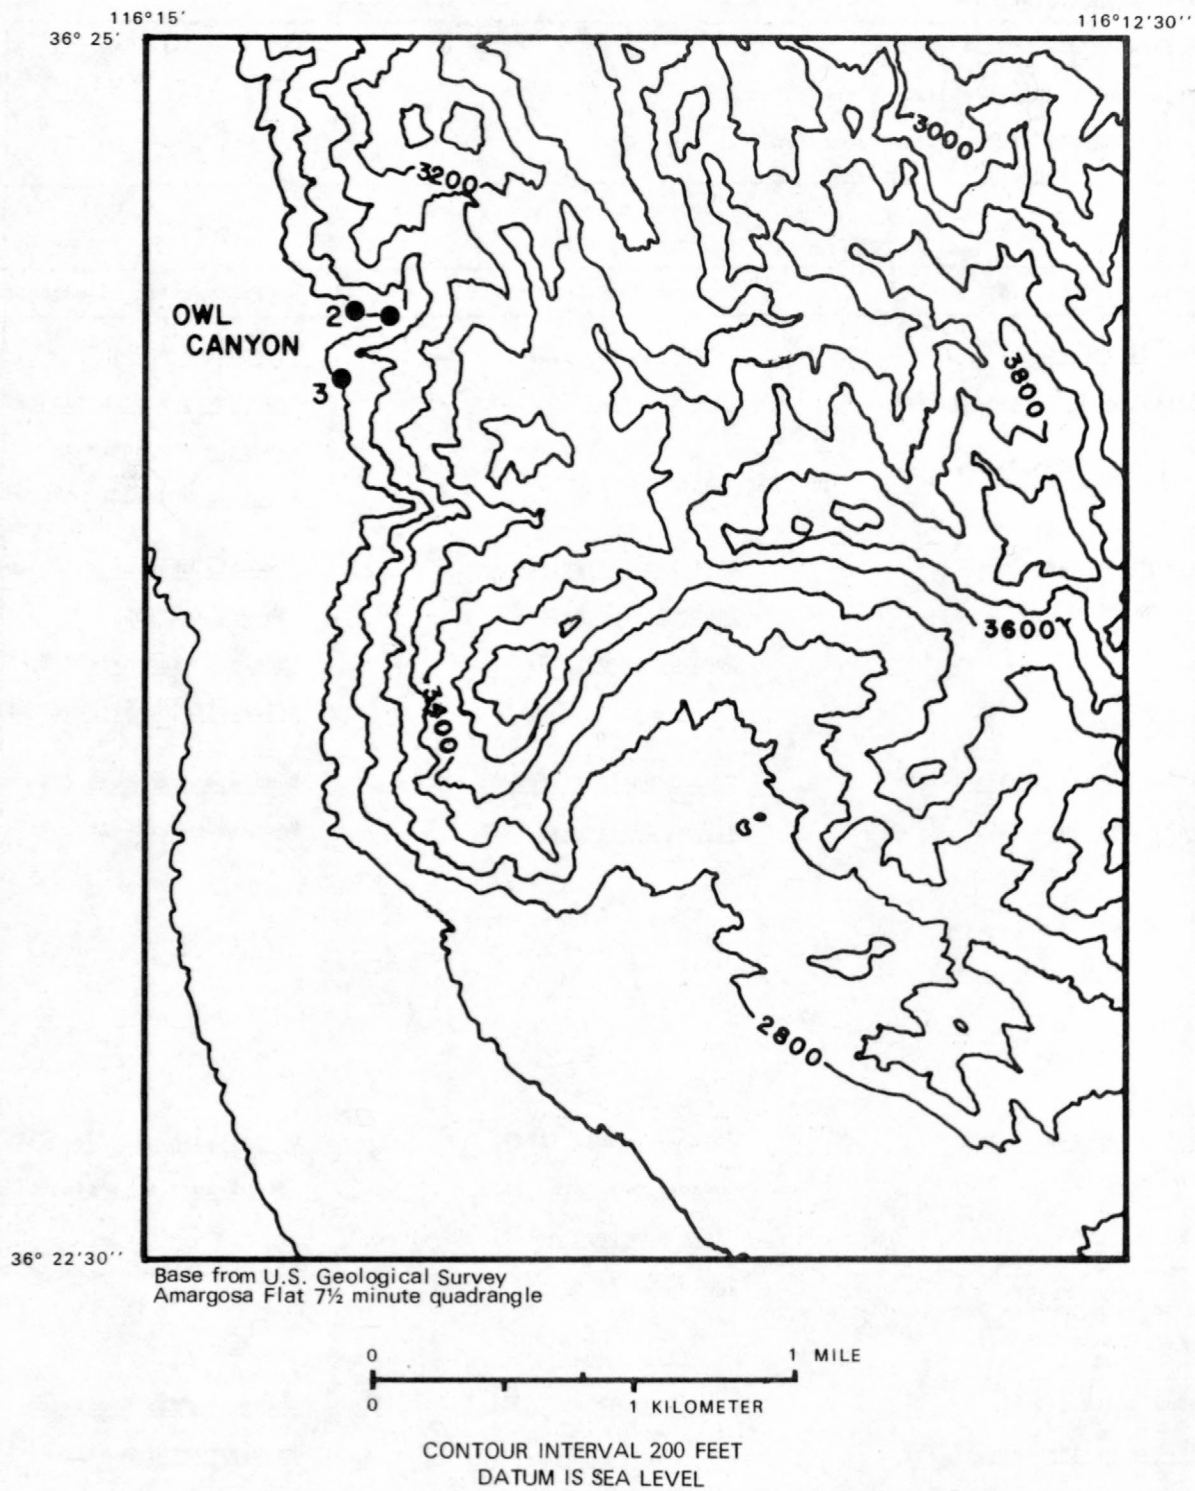 116° 15'
116° 12'30''
36° 25'
3000
3200
1
OWL
CANYON
2
3800
3
3600
3400
2800
36° 22'30''
Base from U.S. Geological Survey
Amargosa Flat 7½ minute quadrangle
0
1 MILE
0
1 KILOMETER
CONTOUR INTERVAL 200 FEET
DATUM IS SEA LEVEL